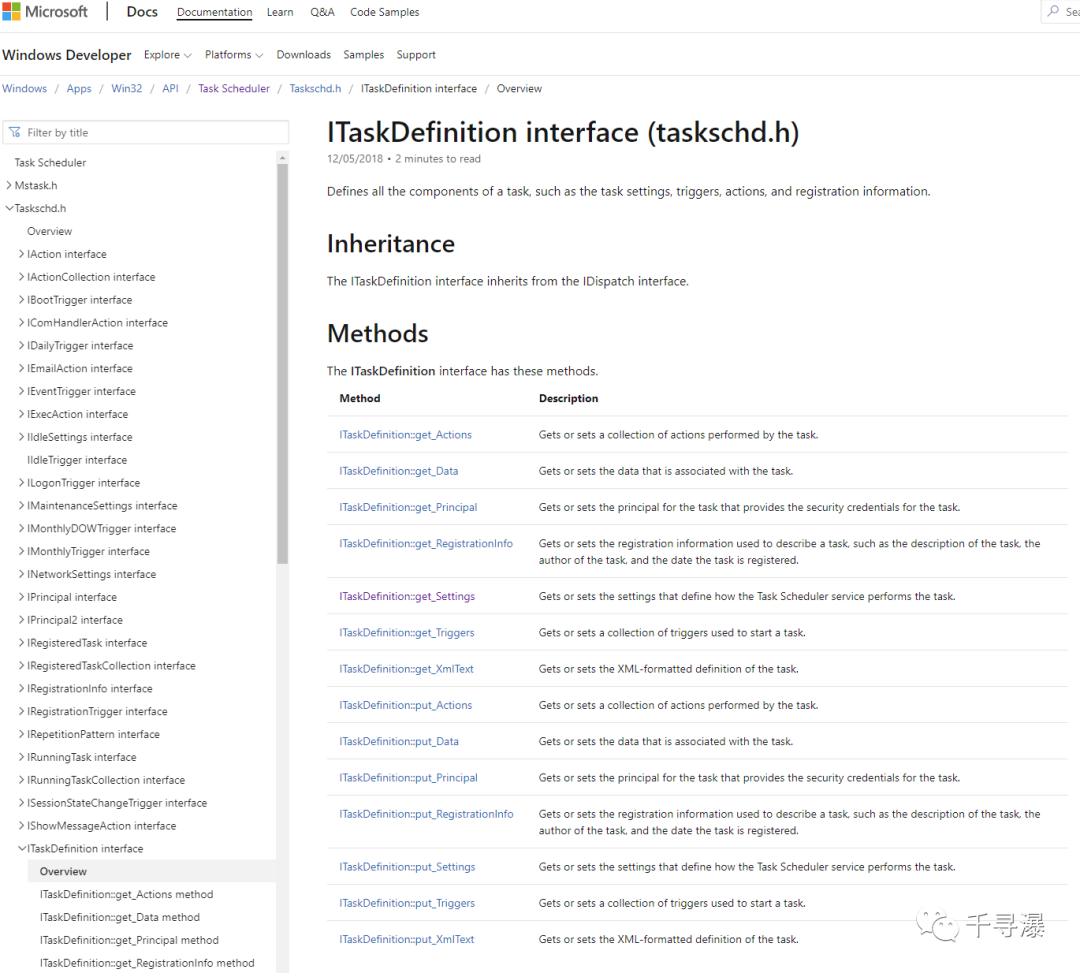 Microsoft Docs Documentation Learn Q&A Code Samples Sea
Windows Developer Explore Platforms Downloads Samples Support
Windows / Apps / Win32 / API / Task Scheduler / Taskschd.h / ITaskDefinition interface / Overview
Filter by title
Task Scheduler
Mstask.h
Taskschd.h
Overview
IAction interface
IActionCollection interface
IBootTrigger interface
IComHandlerAction interface
IDailyTrigger interface
IEmailAction interface
IEventTrigger interface
IExecAction interface
IIdleSettings interface
IIdleTrigger interface
ILogonTrigger interface
IMaintenanceSettings interface
IMonthlyDOWTrigger interface
IMonthlyTrigger interface
INetworkSettings interface
IPrincipal interface
IPrincipal2 interface
IRegisteredTask interface
IRegisteredTaskCollection interface
IRegistrationInfo interface
IRegistrationTrigger interface
IRepetitionPattern interface
IRunningTask interface
IRunningTaskCollection interface
ISessionStateChangeTrigger interface
IShowMessageAction interface
ITaskDefinition interface
Overview
ITaskDefinition::get_Actions method
ITaskDefinition::get_Data method
ITaskDefinition::get_Principal method
ITaskDefinition::get_RegistrationInfo method
ITaskDefinition interface (taskschd.h)
12/05/2018 • 2 minutes to read
Defines all the components of a task, such as the task settings, triggers, actions, and registration information.
Inheritance
The ITaskDefinition interface inherits from the IDispatch interface.
Methods
The ITaskDefinition interface has these methods.
Method Description
ITaskDefinition::get_Actions Gets or sets a collection of actions performed by the task.
ITaskDefinition::get_Data Gets or sets the data that is associated with the task.
ITaskDefinition::get_Principal Gets or sets the principal for the task that provides the security credentials for the task.
ITaskDefinition::get_RegistrationInfo Gets or sets the registration information used to describe a task, such as the description of the task, the
author of the task, and the date the task is registered.
ITaskDefinition::get_Settings Gets or sets the settings that define how the Task Scheduler service performs the task.
ITaskDefinition::get_Triggers Gets or sets a collection of triggers used to start a task.
ITaskDefinition::get_XmlText Gets or sets the XML-formatted definition of the task.
ITaskDefinition::put_Actions Gets or sets a collection of actions performed by the task.
ITaskDefinition::put_Data Gets or sets the data that is associated with the task.
ITaskDefinition::put_Principal Gets or sets the principal for the task that provides the security credentials for the task.
ITaskDefinition::put_RegistrationInfo Gets or sets the registration information used to describe a task, such as the description of the task, the
author of the task, and the date the task is registered.
ITaskDefinition::put_Settings Gets or sets the settings that define how the Task Scheduler service performs the task.
ITaskDefinition::put_Triggers Gets or sets a collection of triggers used to start a task.
ITaskDefinition::put_XmlText Gets or sets the XML-formatted definition of the task.
千寻瀑